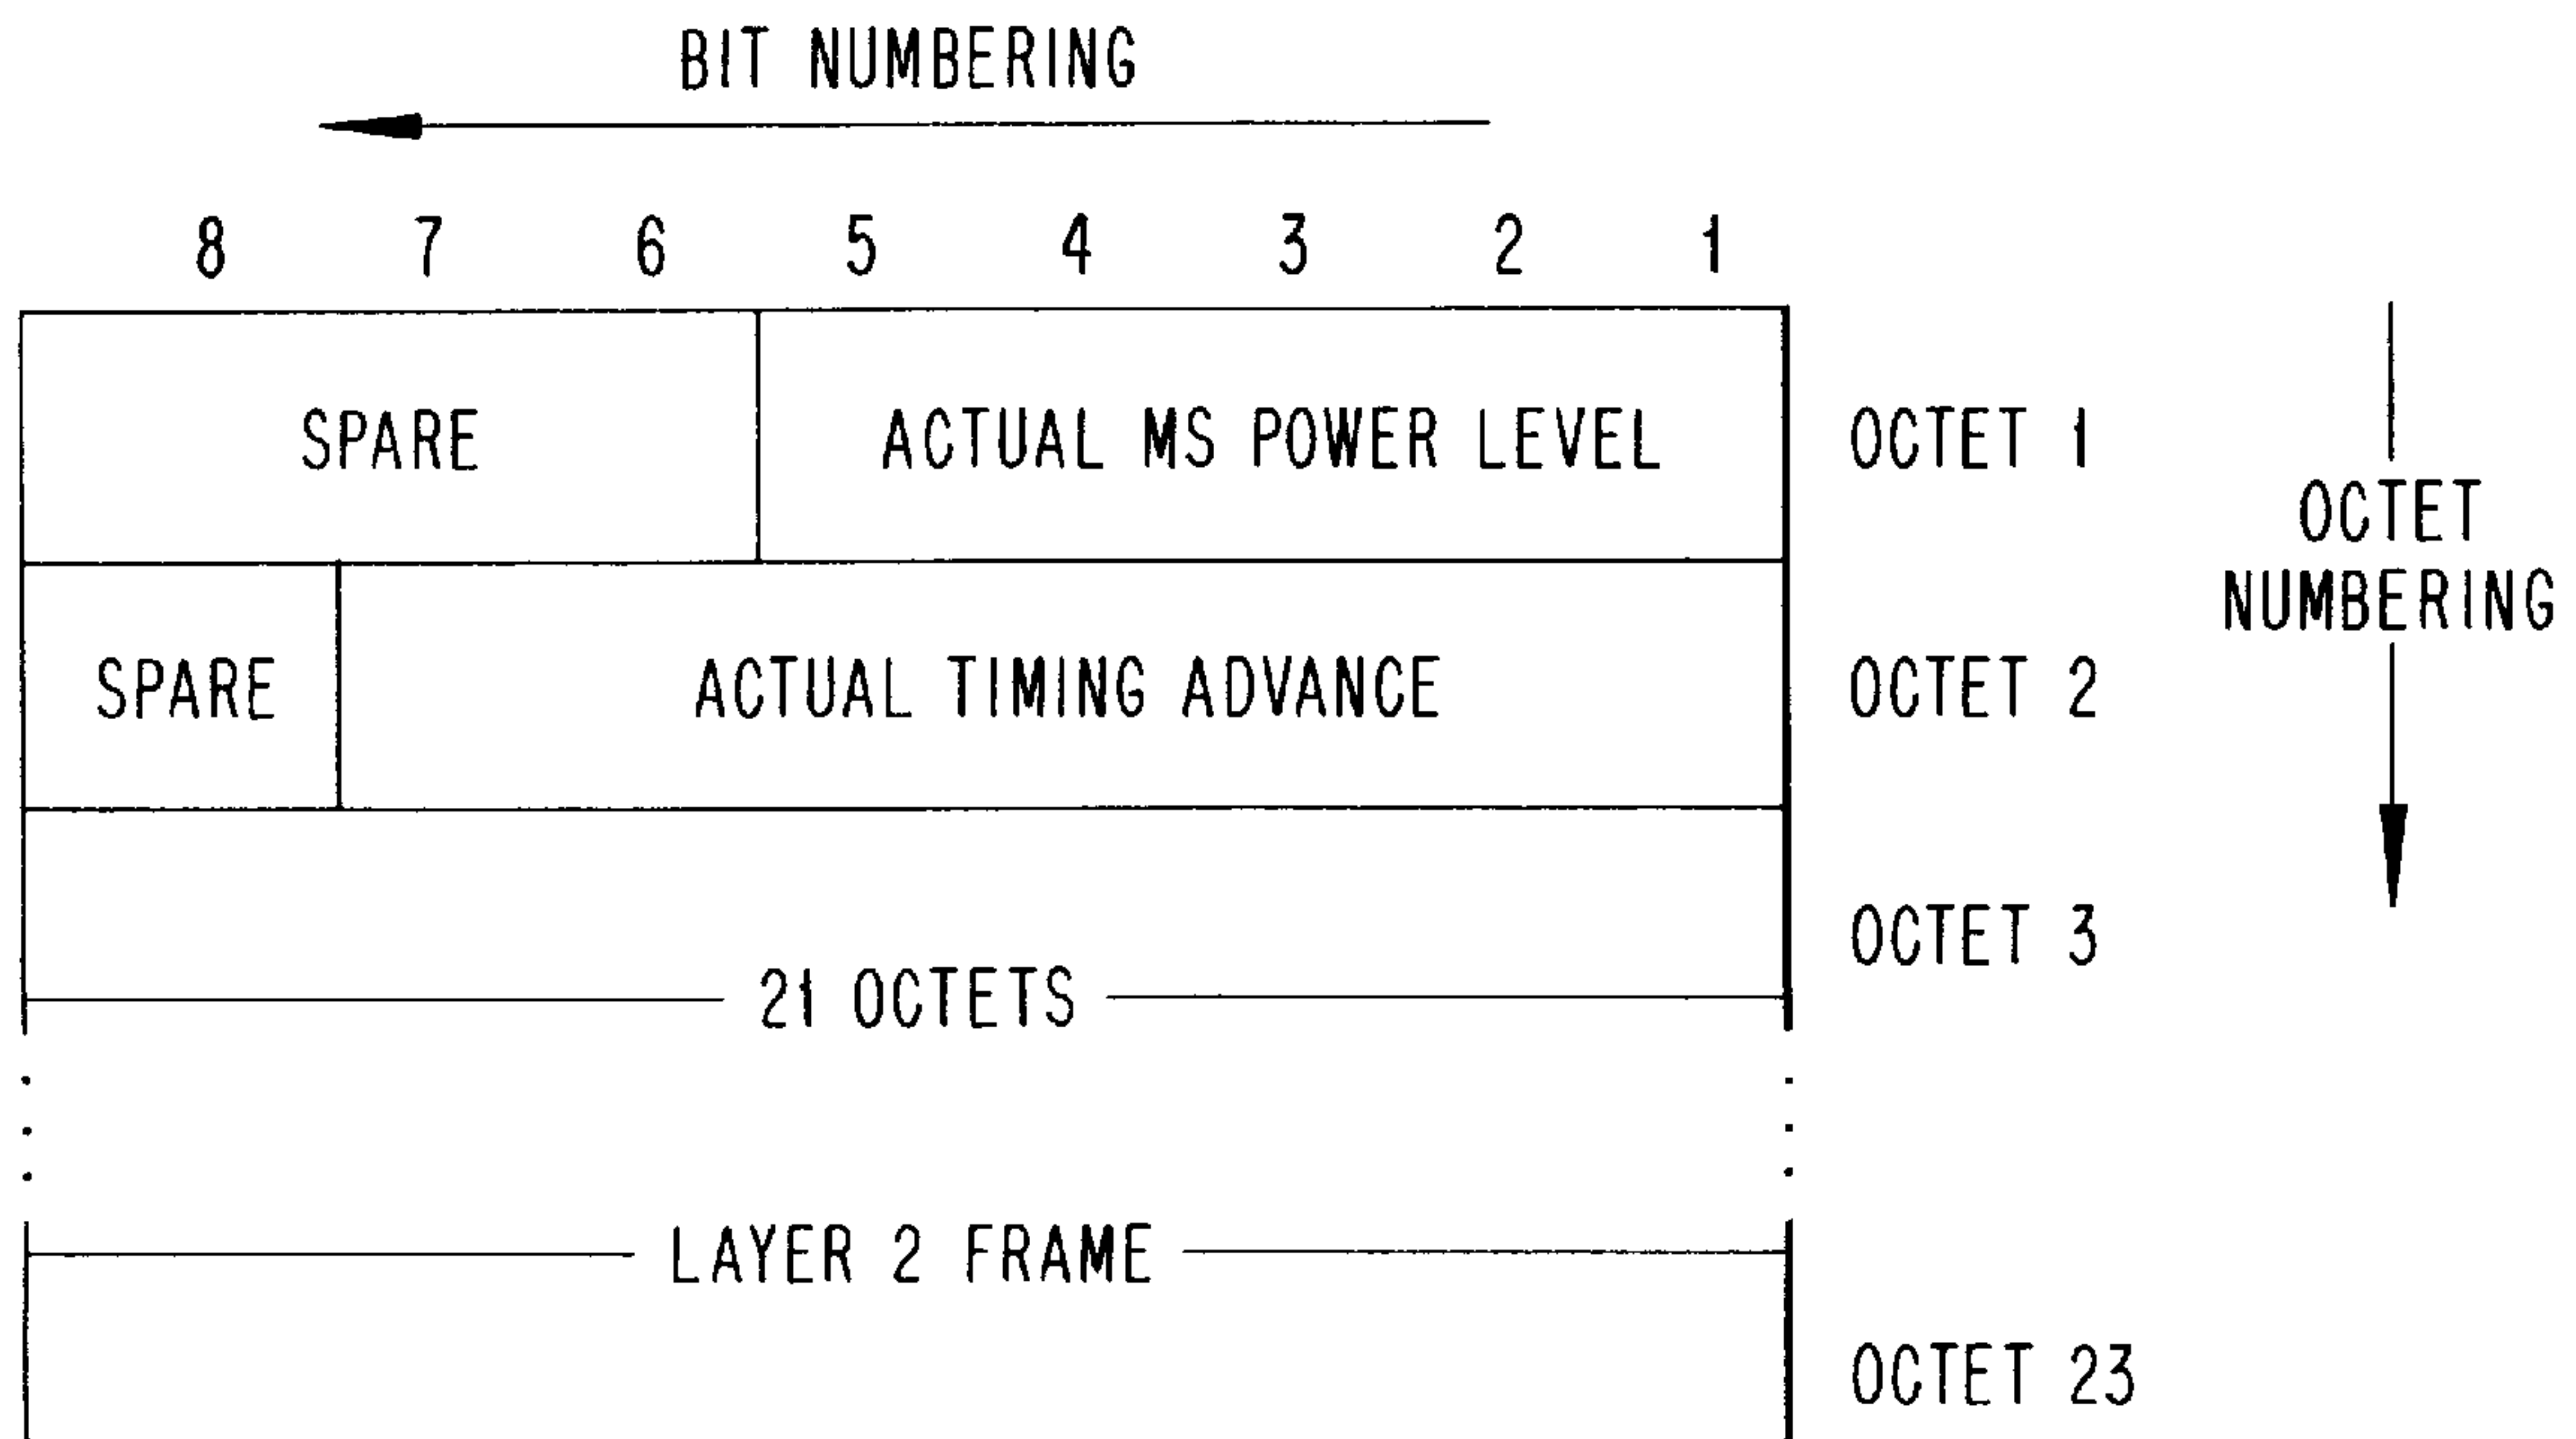 BIT NUMBERING
8 7 6 5 4 3 2 1
SPARE ACTUAL MS POWER LEVEL OCTET 1
OCTET
NUMBERING
SPARE ACTUAL TIMING ADVANCE OCTET 2
OCTET 3
21 OCTETS
LAYER 2 FRAME
OCTET 23